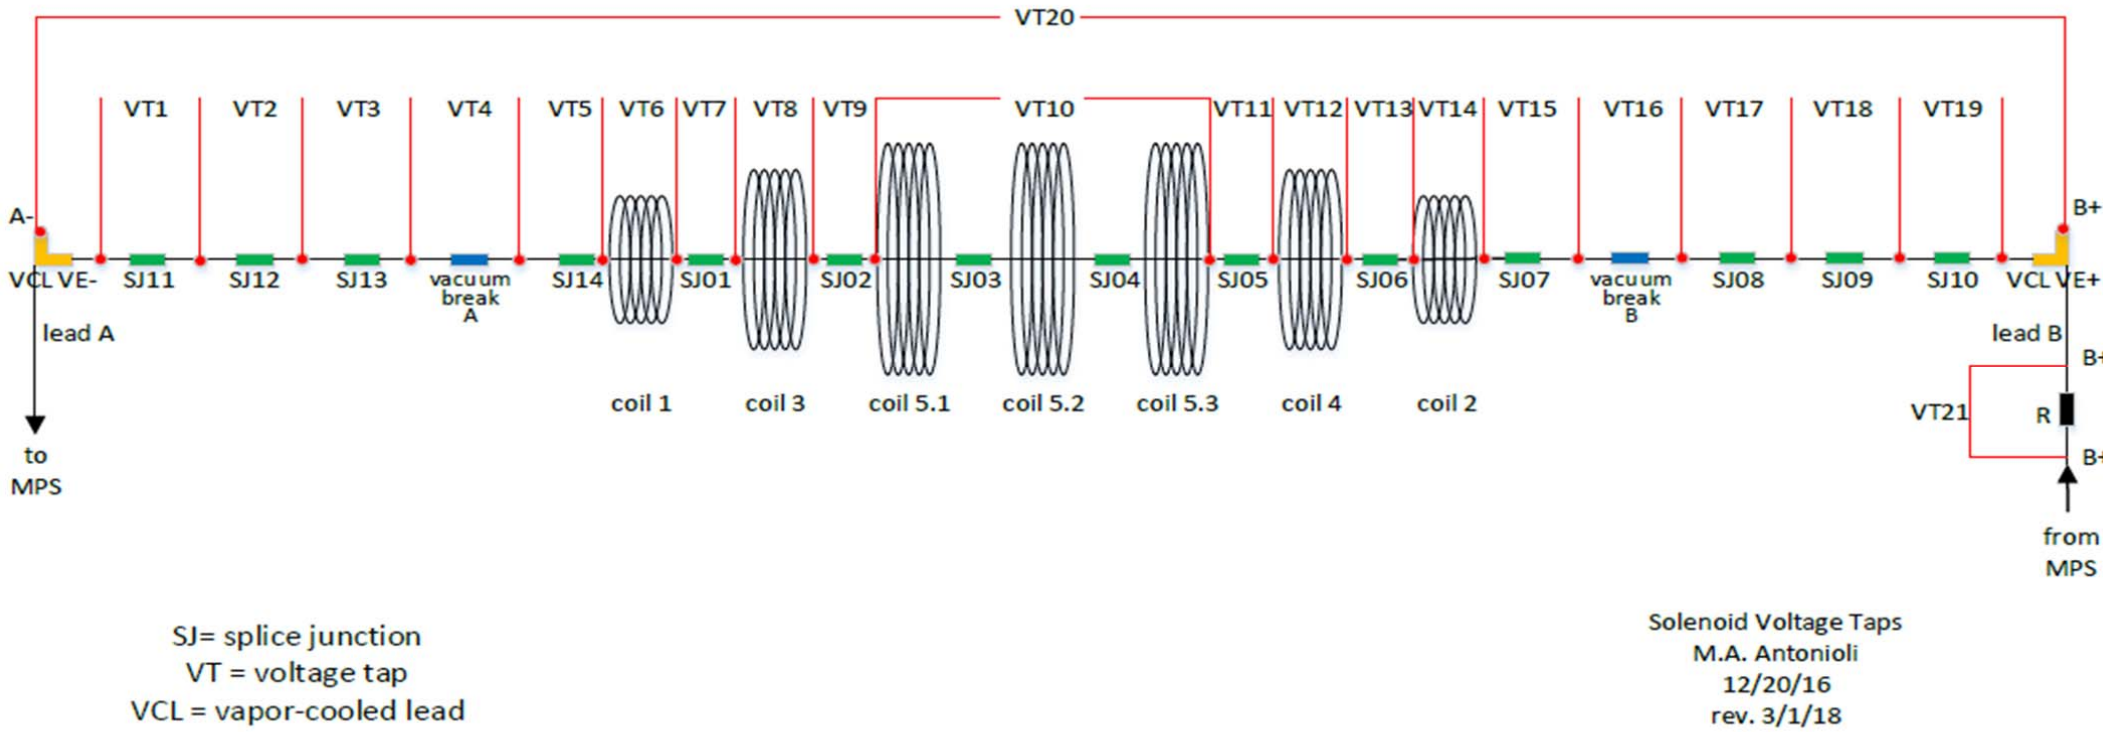 VT20
VT1 VT2 VT3 VT4 VT5 VT6 VT7 VT8 VT9 VT10 VT11 VT12 VT13 VT14 VT15 VT16 VT17 VT18 VT19
A- B+
VCL VE- SJ11 SJ12 SJ13 vacuum break A SJ14 SJ01 SJ02 SJ03 SJ04 SJ05 SJ06 SJ07 vacuum break B SJ08 SJ09 SJ10 VCL VE+
lead A lead B
B+
coil 1 coil 3 coil 5.1 coil 5.2 coil 5.3 coil 4 coil 2
VT21 R
to B+
MPS
from
MPS
SJ= splice junction
VT = voltage tap
VCL = vapor-cooled lead
Solenoid Voltage Taps
M.A. Antonioli
12/20/16
rev. 3/1/18